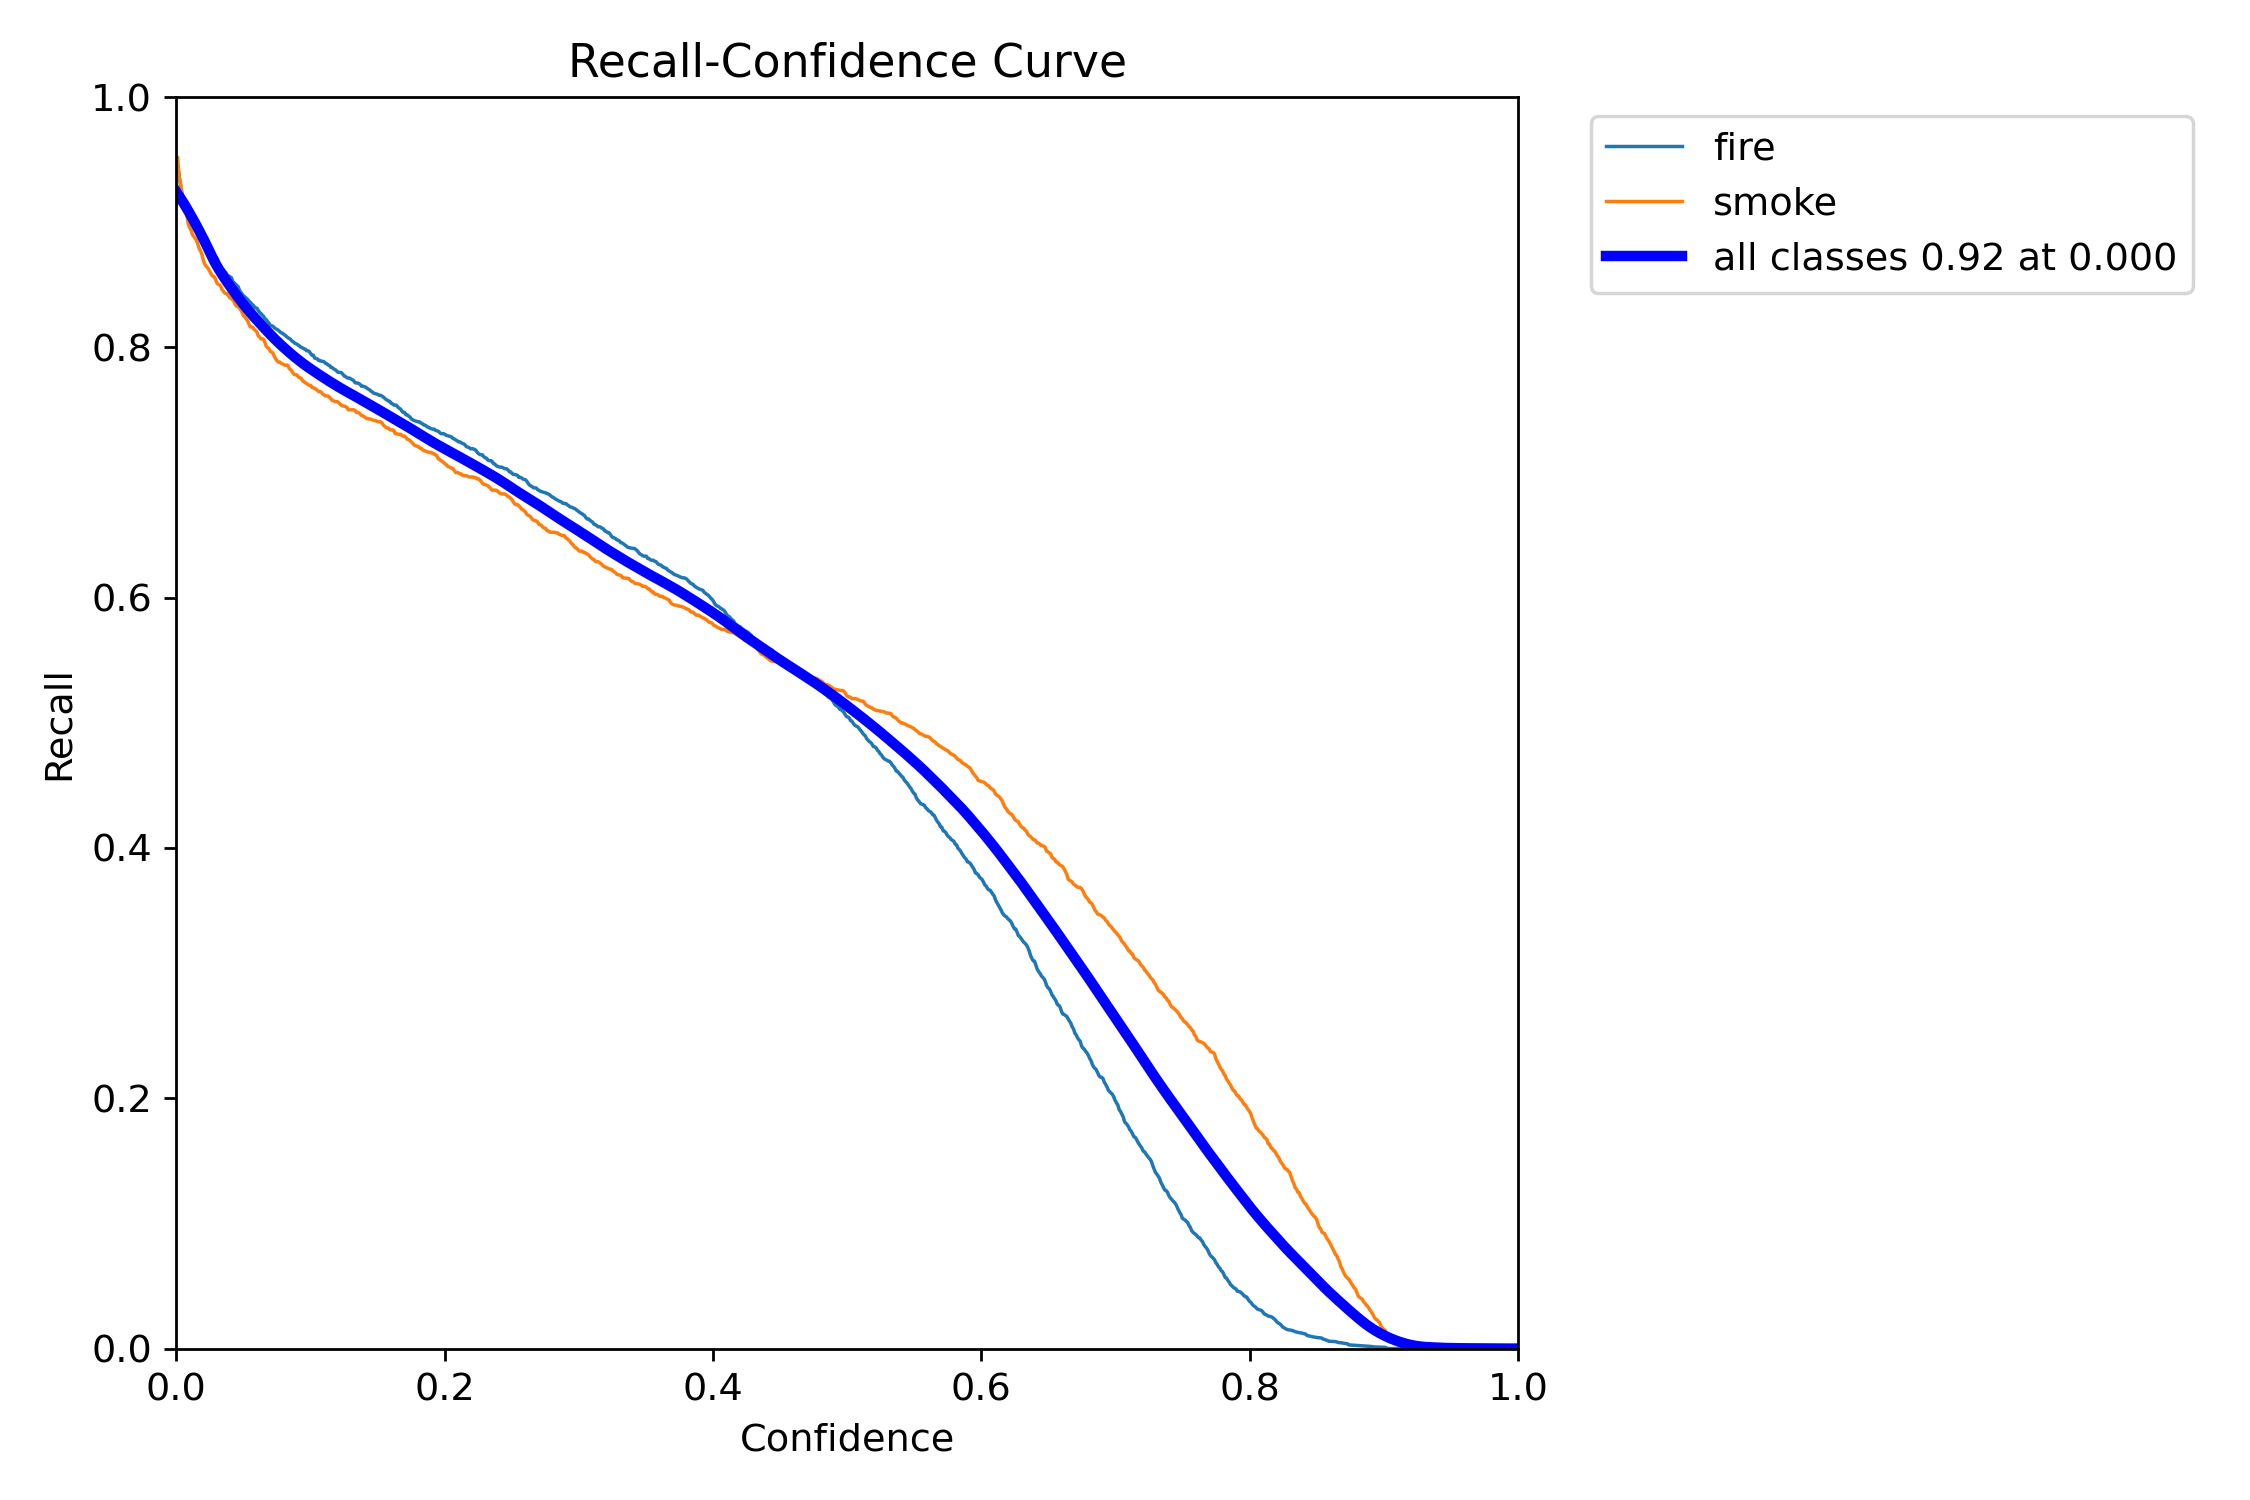 Recall-Confidence Curve
1.0
0.8
0.6
0.4
0.2
0.0
Recall
0.0 0.2 0.4 0.6 0.8 1.0
Confidence
fire
smoke
all classes 0.92 at 0.000